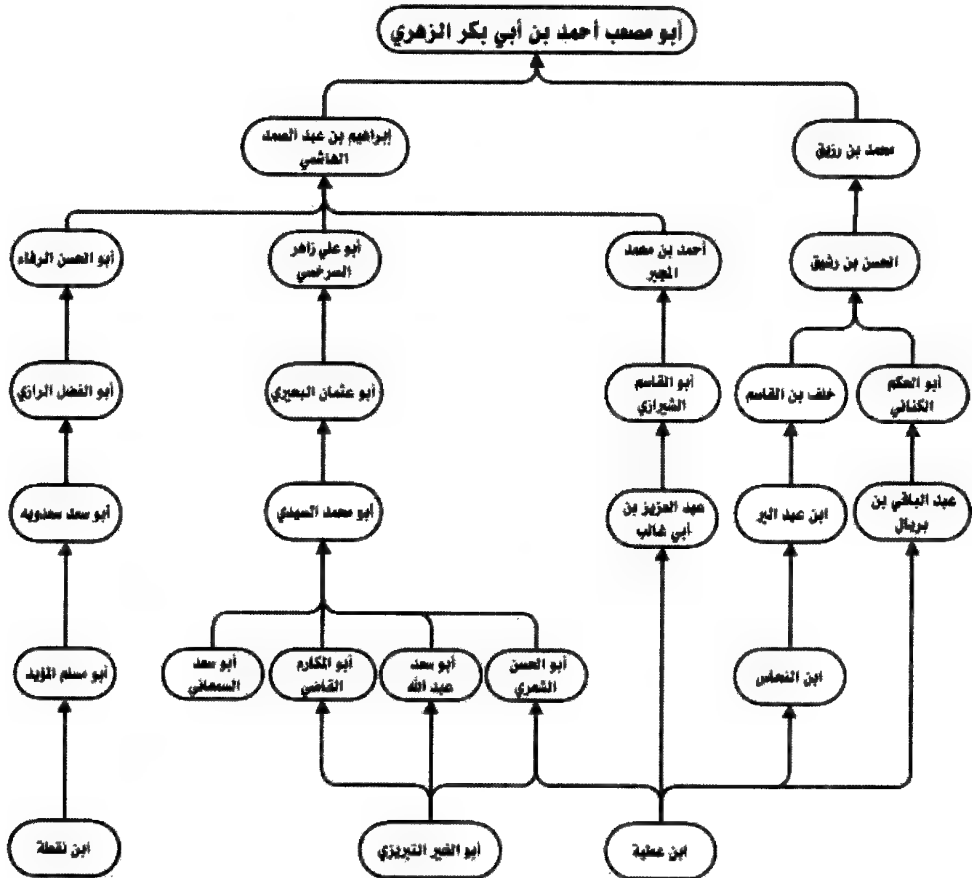 أبو مصعب أحمد بن أبي بكر الزهري
إبراهيم بن عبد الصمد
الهاشمي
محمد بن رزيق
أحمد بن محمد
المجبر
أبو علي زاهر
السرخسي
أبو الحسن الرفاء
الحسن بن رشيق
أبو الحكم
الكناني
خلف بن القاسم
أبو القاسم
الشيرازي
أبو عثمان البحيري
أبو الفضل الرازي
عبد الباقي بن
بريال
ابن عبد البر
عبد العزيز بن
أبي غالب
أبو محمد السيدي
أبو سعد سعدويه
ابن النحاس
أبو الحسن
الشعري
أبو سعد
عبد الله
أبو المكارم
القاضي
أبو سعد
السمعاني
أبو مسلم المؤيد
ابن عطية
أبو الخير التبريزي
ابن نقطة